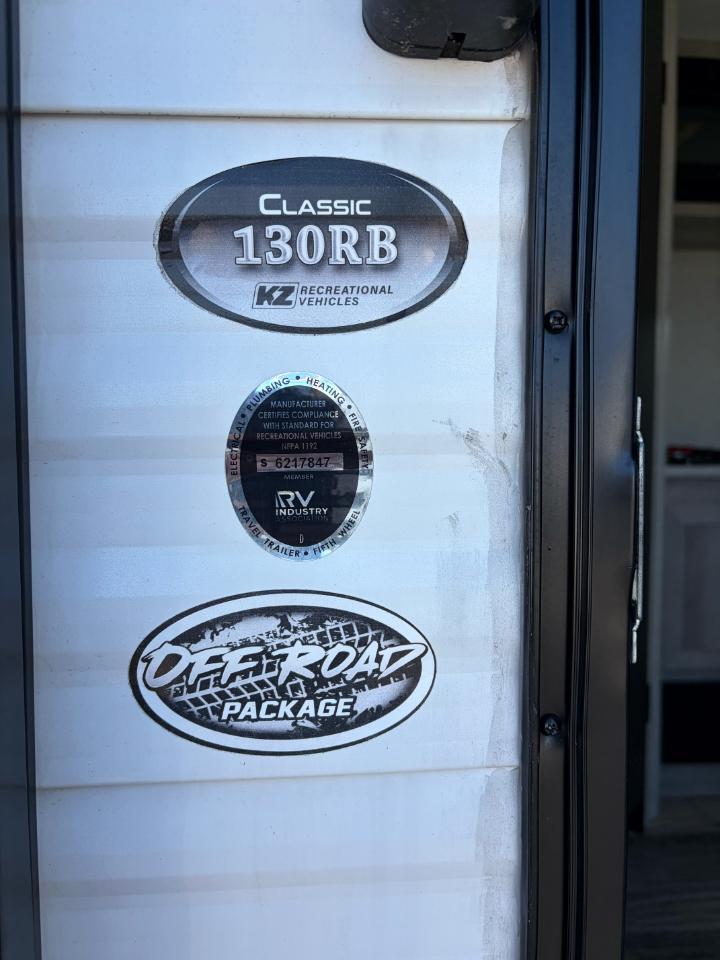 CLASSIC
130RB
KZ RECREATIONAL
VEHICLES
ELECTRICAL • PLUMBING • HEATING • FIRE SAFETY
MANUFACTURER
CERTIFIES COMPLIANCE
WITH STANDARD FOR
RECREATIONAL VEHICLES
NFPA 1192
S 6217847
MEMBER
RV
INDUSTRY
ASSOCIATION
D
TRAVEL TRAILER • FIFTH WHEEL
OFF ROAD
PACKAGE